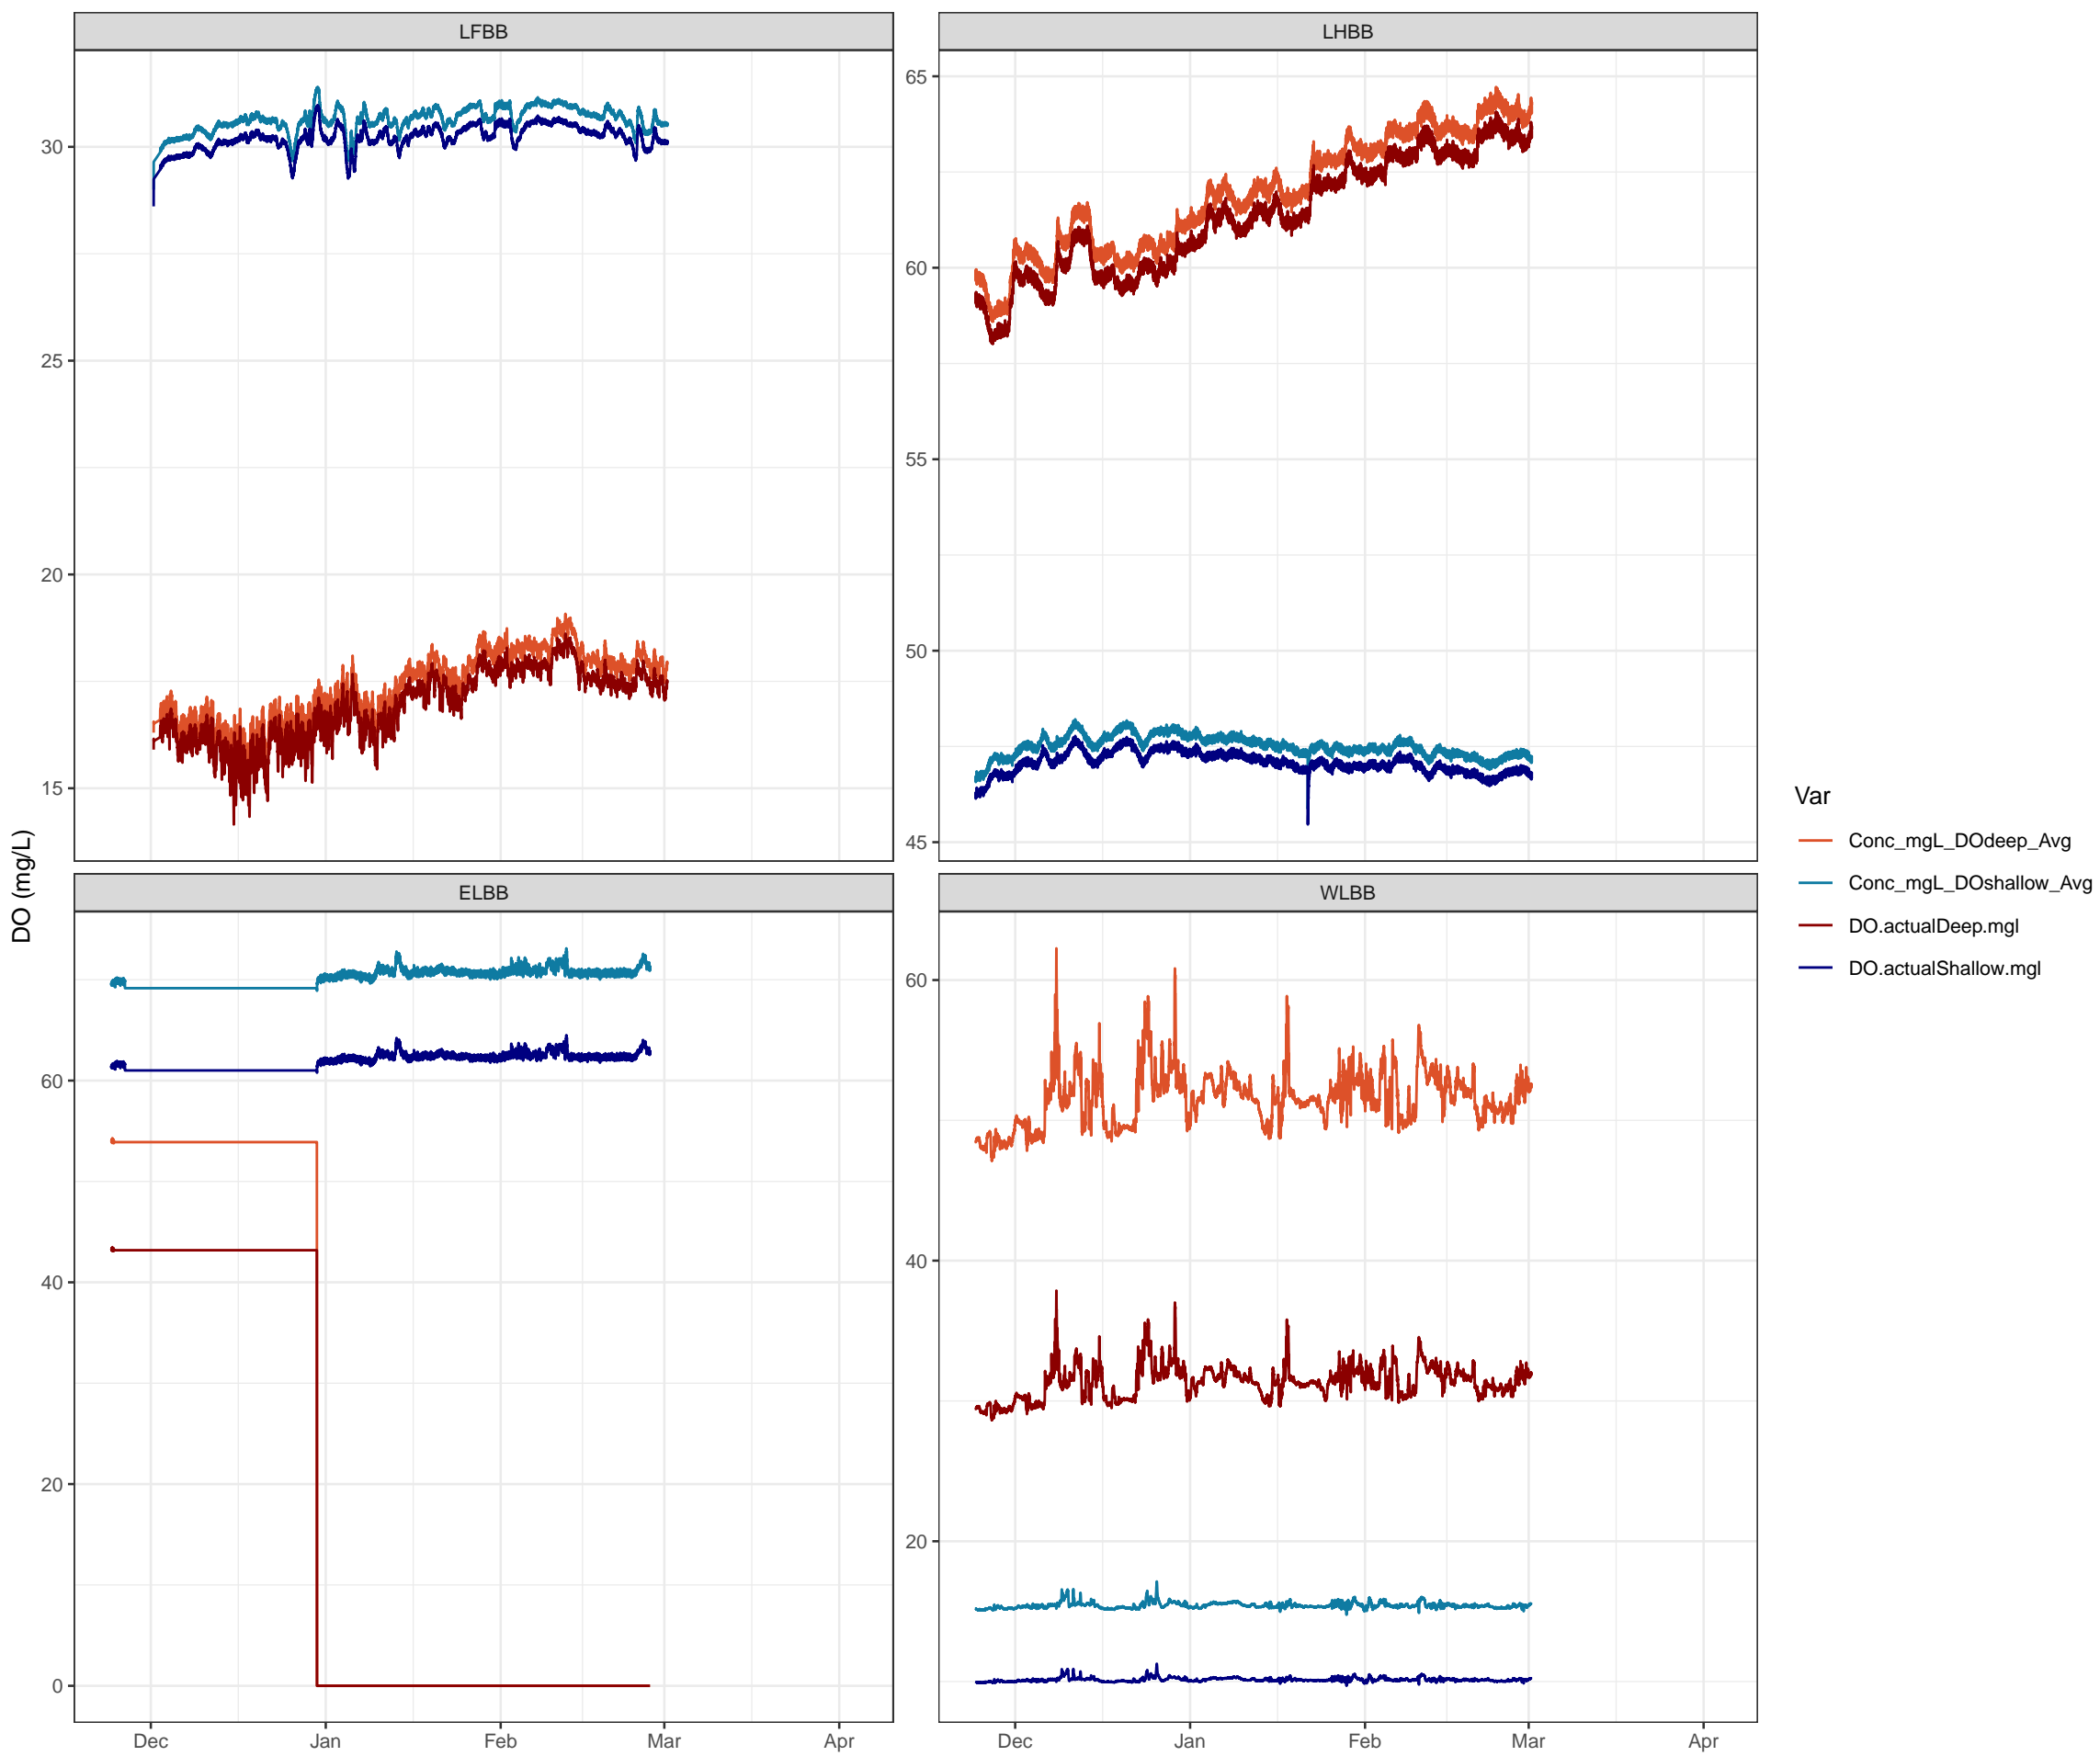 LFBB
LHBB
30
25
20
15
65
60
55
50
45
DO (mg/L)
ELBB
WLBB
60
40
20
0
60
40
20
Dec
Jan
Feb
Mar
Apr
Dec
Jan
Feb
Mar
Apr
Var
Conc_mgL_DOdeep_Avg
Conc_mgL_DOshallow_Avg
DO.actualDeep.mgl
DO.actualShallow.mgl